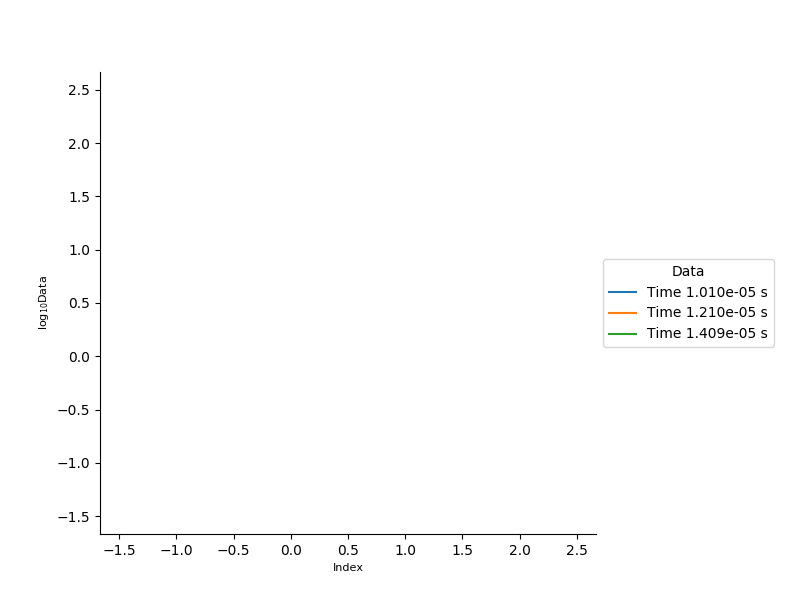 2.5
2.0
1.5
1.0
0.5
0.0
−0.5
−1.0
−1.5
log₁₀Data
−1.5 −1.0 −0.5 0.0 0.5 1.0 1.5 2.0 2.5
Index
Data
Time 1.010e-05 s
Time 1.210e-05 s
Time 1.409e-05 s